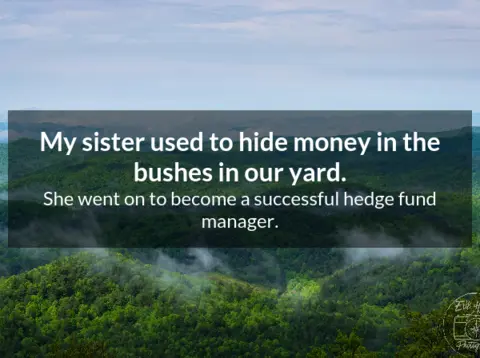 My sister used to hide money in the
bushes in our yard.
She went on to become a successful hedge fund
manager.